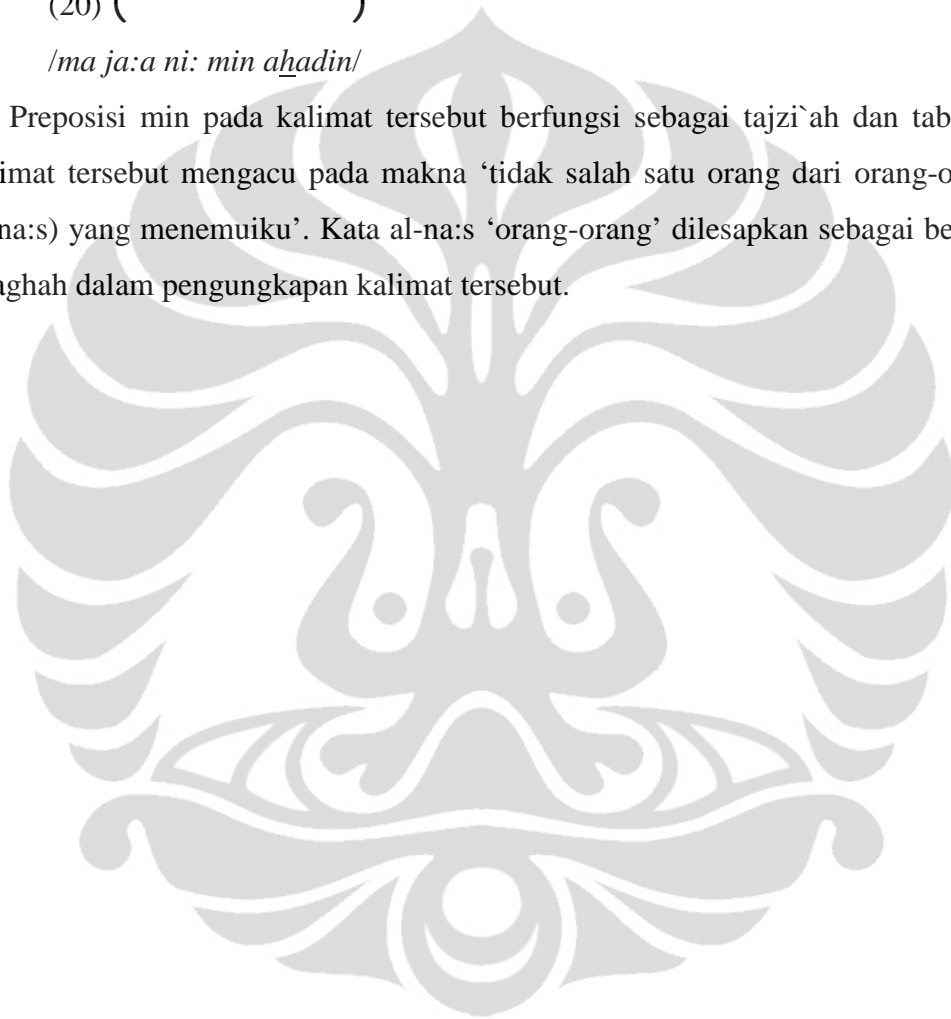 (20) ( )
/ma ja:a ni: min ahadin/
Preposisi min pada kalimat tersebut berfungsi sebagai tajzi`ah dan tab
imat tersebut mengacu pada makna ‘tidak salah satu orang dari orang-o
na:s) yang menemuiku’. Kata al-na:s ‘orang-orang’ dilesapkan sebagai be
aghah dalam pengungkapan kalimat tersebut.